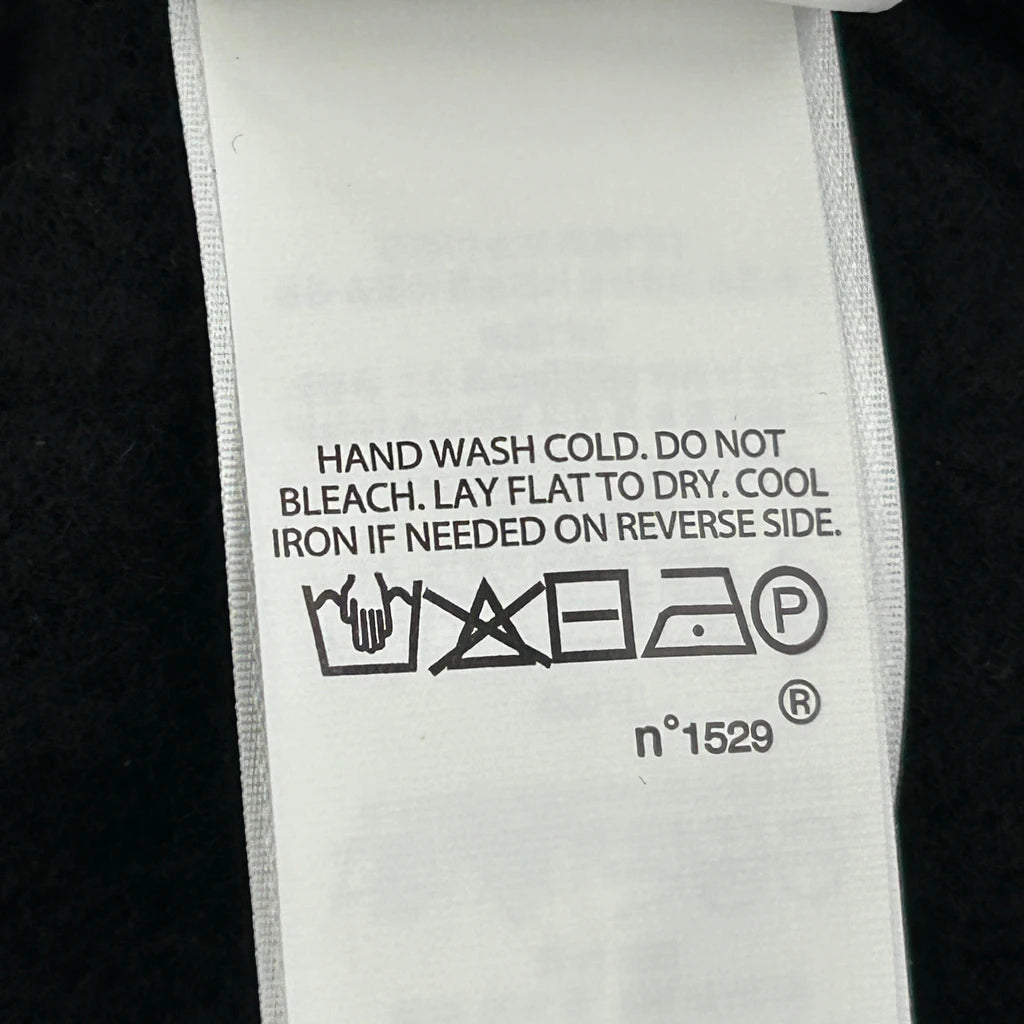 HAND WASH COLD. DO NOT
BLEACH. LAY FLAT TO DRY. COOL
IRON IF NEEDED ON REVERSE SIDE.
P
n°1529 ®